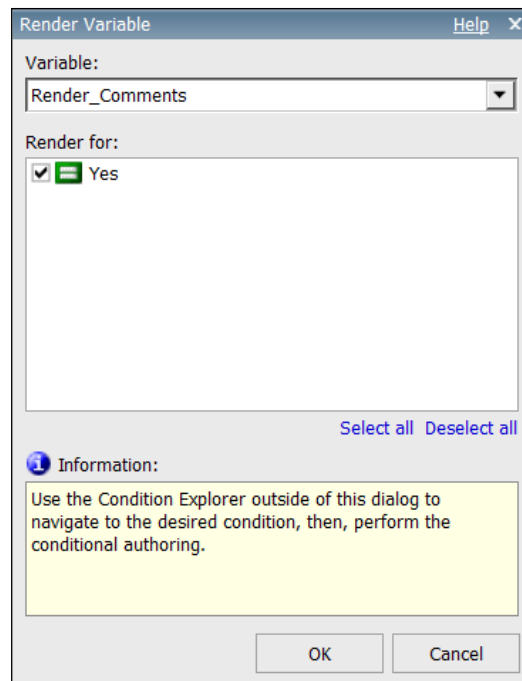 Render Variable Help X
Variable:
Render_Comments
Render for:
Yes
Select all Deselect all
Information:
Use the Condition Explorer outside of this dialog to
navigate to the desired condition, then, perform the
conditional authoring.
OK Cancel